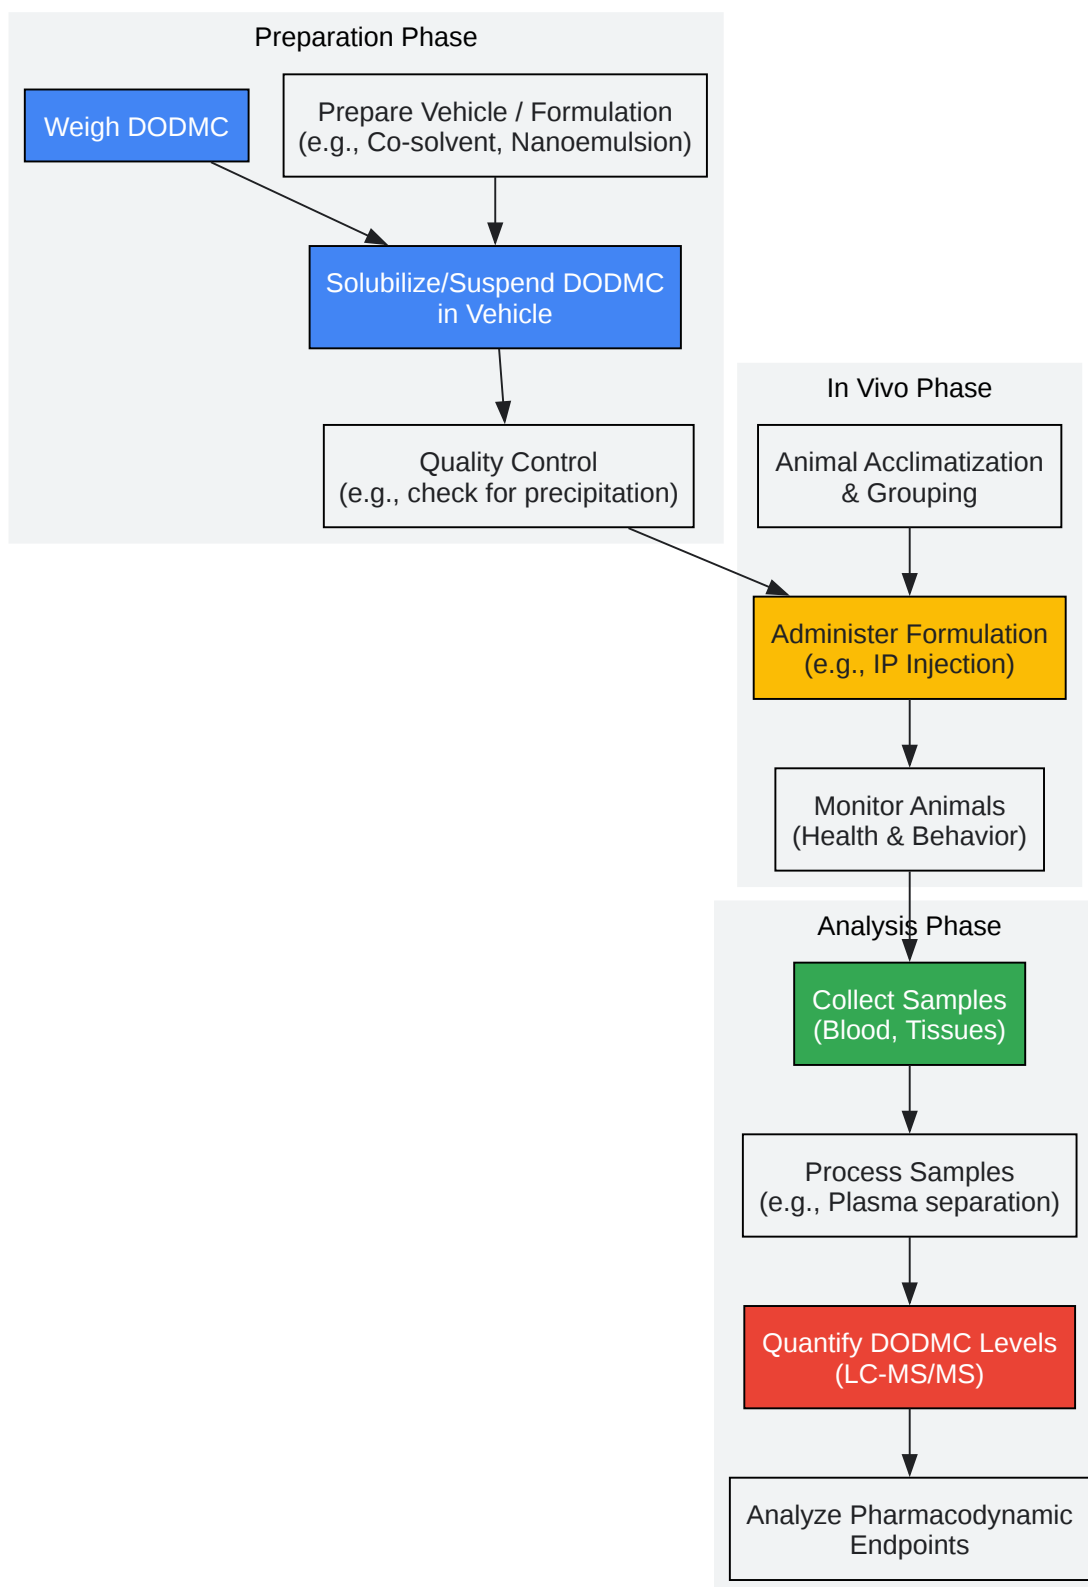 Preparation Phase
Weigh DODMC
Prepare Vehicle / Formulation
(e.g., Co-solvent, Nanoemulsion)
Solubilize/Suspend DODMC
in Vehicle
Quality Control
(e.g., check for precipitation)
In Vivo Phase
Animal Acclimatization
& Grouping
Administer Formulation
(e.g., IP Injection)
Monitor Animals
(Health & Behavior)
Analysis Phase
Collect Samples
(Blood, Tissues)
Process Samples
(e.g., Plasma separation)
Quantify DODMC Levels
(LC-MS/MS)
Analyze Pharmacodynamic
Endpoints